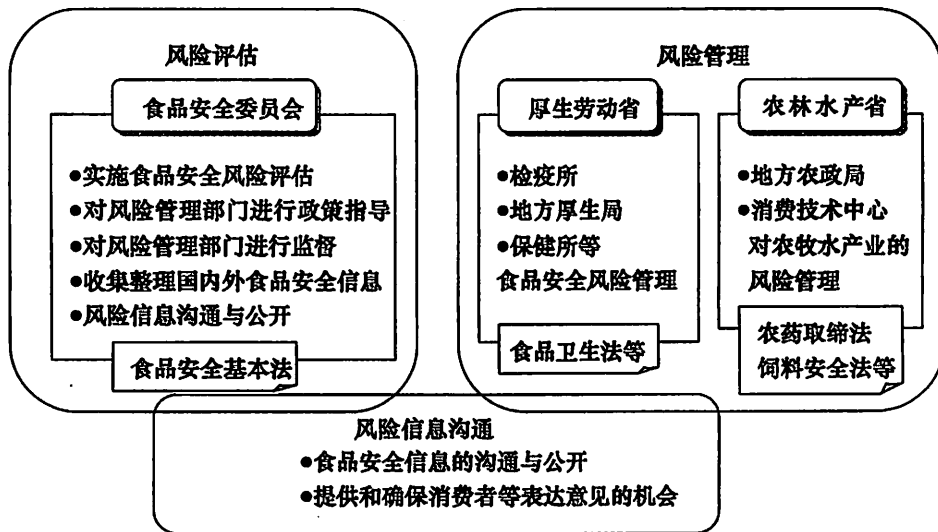 风险评估
食品安全委员会
●实施食品安全风险评估
●对风险管理部门进行政策指导
●对风险管理部门进行监督
●收集整理国内外食品安全信息
●风险信息沟通与公开
食品安全基本法
风险管理
厚生劳动省
●检疫所
●地方厚生局
●保健所等
食品安全风险管理
食品卫生法等
农林水产省
●地方农政局
●消费技术中心
对农牧水产业的
风险管理
农药取缔法
饲料安全法等
风险信息沟通
●食品安全信息的沟通与公开
●提供和确保消费者等表达意见的机会